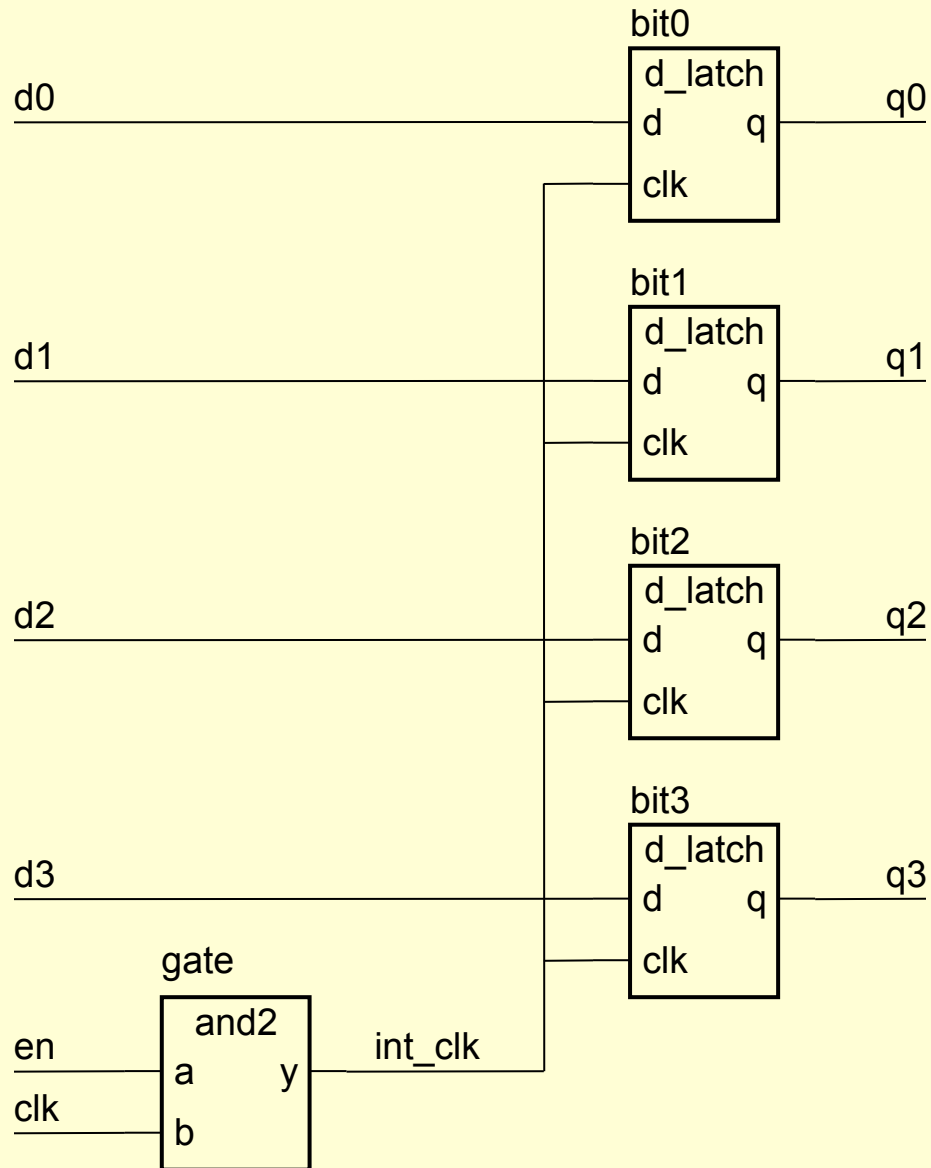 bit0
d_latch
d0
q0
d q
clk
bit1
d_latch
d1
q1
d q
clk
bit2
d_latch
d2
q2
d q
clk
bit3
d_latch
d3
q3
d q
clk
gate
and2
en
int_clk
a y
clk
b